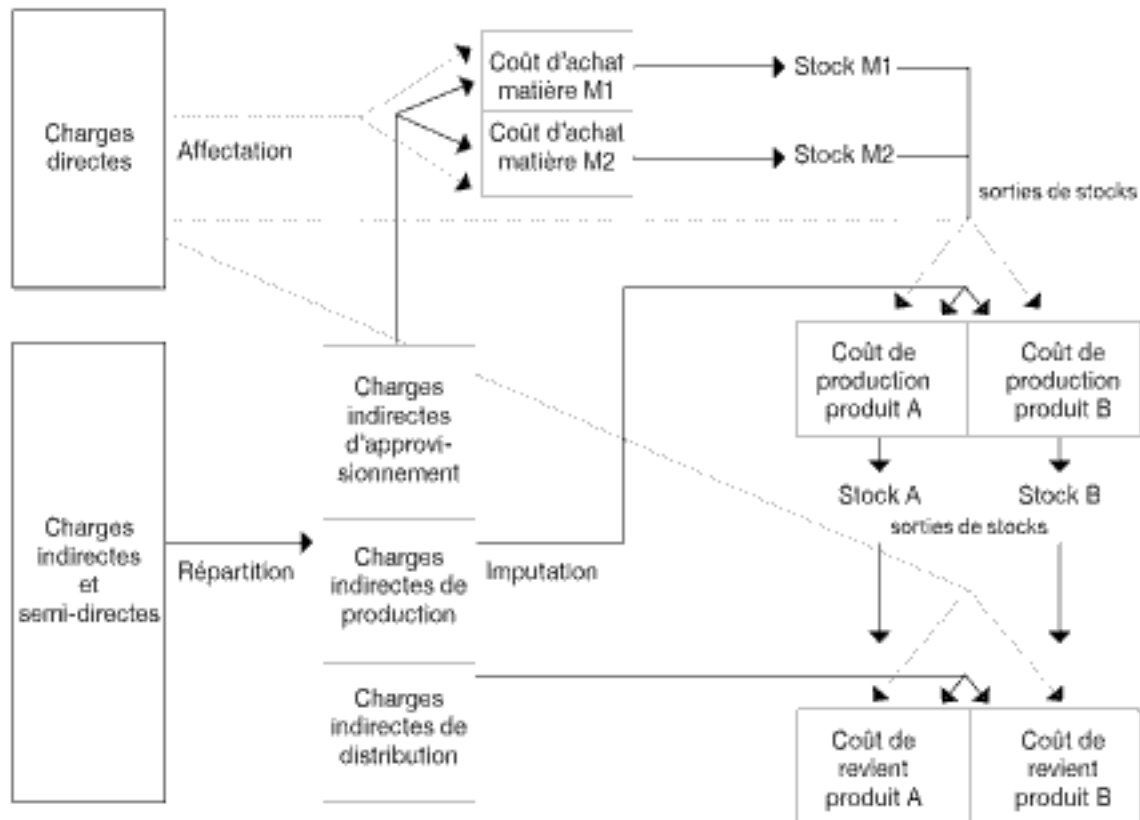 Charges
directes
Affectation
Coût d'achat
matière M1
Coût d'achat
matière M2
Stock M1
Stock M2
sorties de stocks
Charges
indirectes
et
semi-directes
Répartition
Charges
indirectes
d'approvi-
sionnement
Charges
indirectes de
production
Charges
indirectes de
distribution
Imputation
Coût de
production
produit A
Coût de
production
produit B
Stock A
Stock B
sorties de stocks
Coût de
revient
produit A
Coût de
revient
produit B